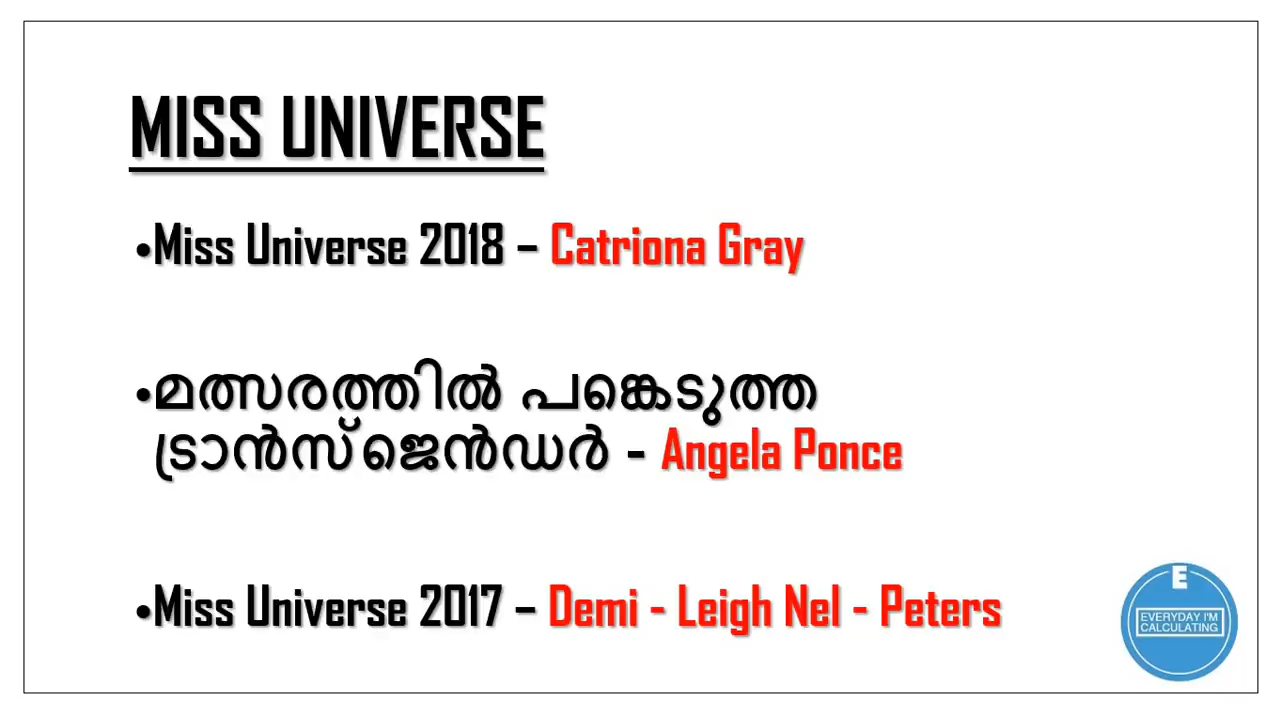 MISS UNIVERSE
•Miss Universe 2018 – Catriona Gray
•മത്സരത്തിൽ പങ്കെടുത്ത
ട്രാൻസ്ജെൻഡർ - Angela Ponce
•Miss Universe 2017 – Demi - Leigh Nel - Peters
E
EVERYDAY I'M
CALCULATING